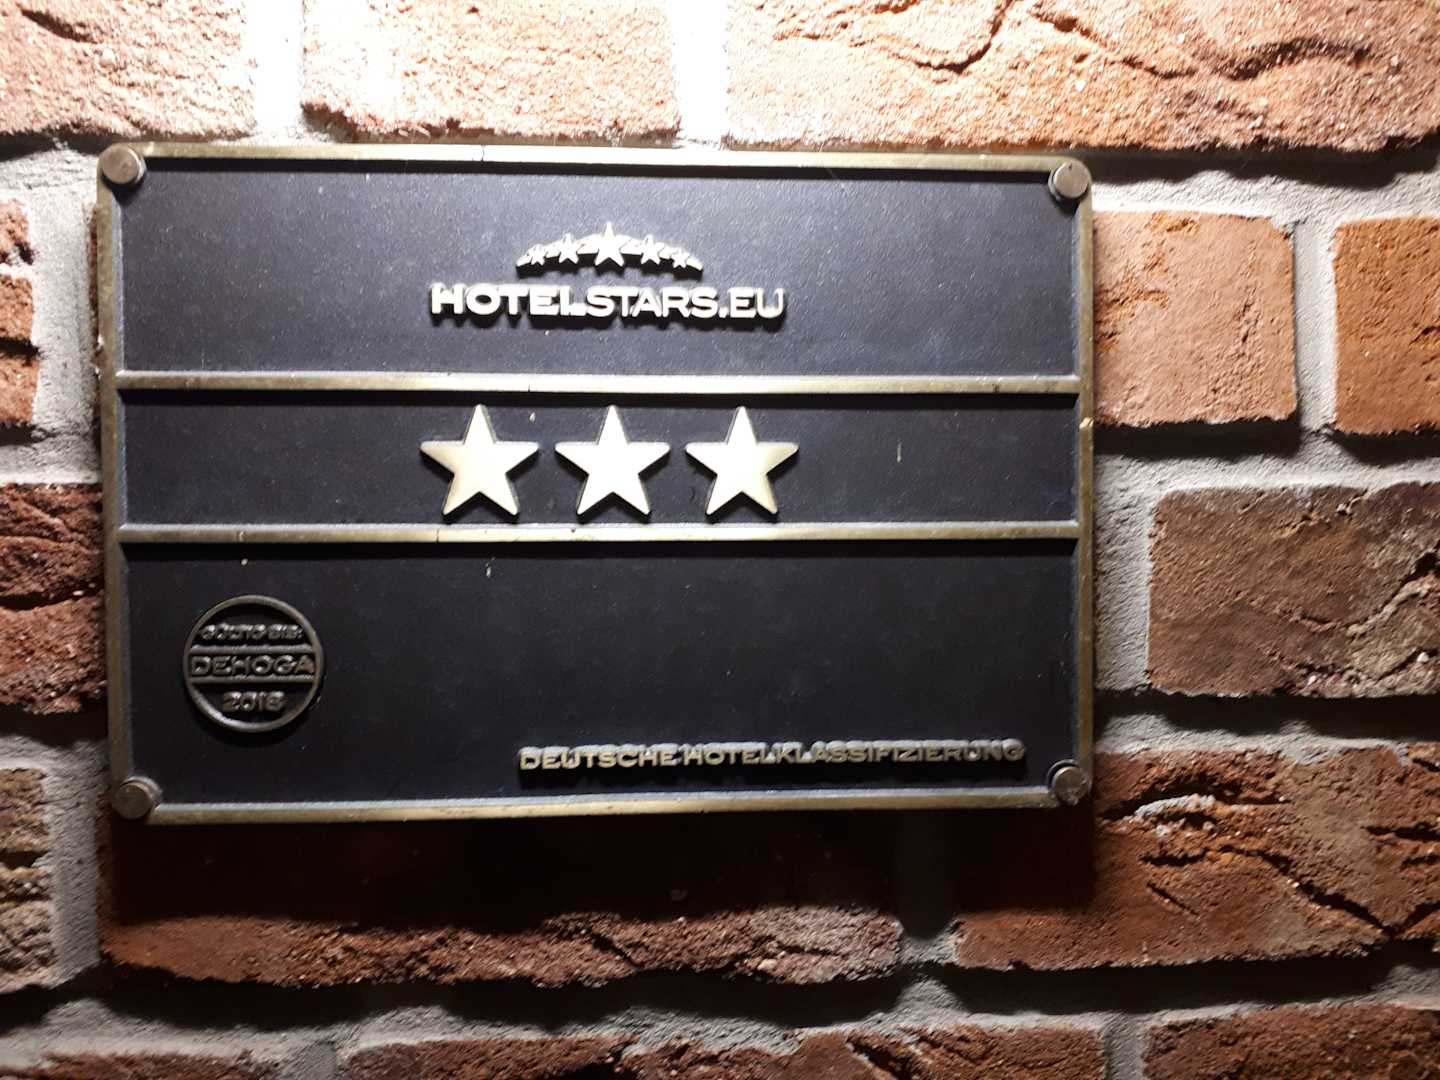 HOTELSTARS.EU
GÜLTIG BIS:
DEHOGA
2018
DEUTSCHE HOTELKLASSIFIZIERUNG